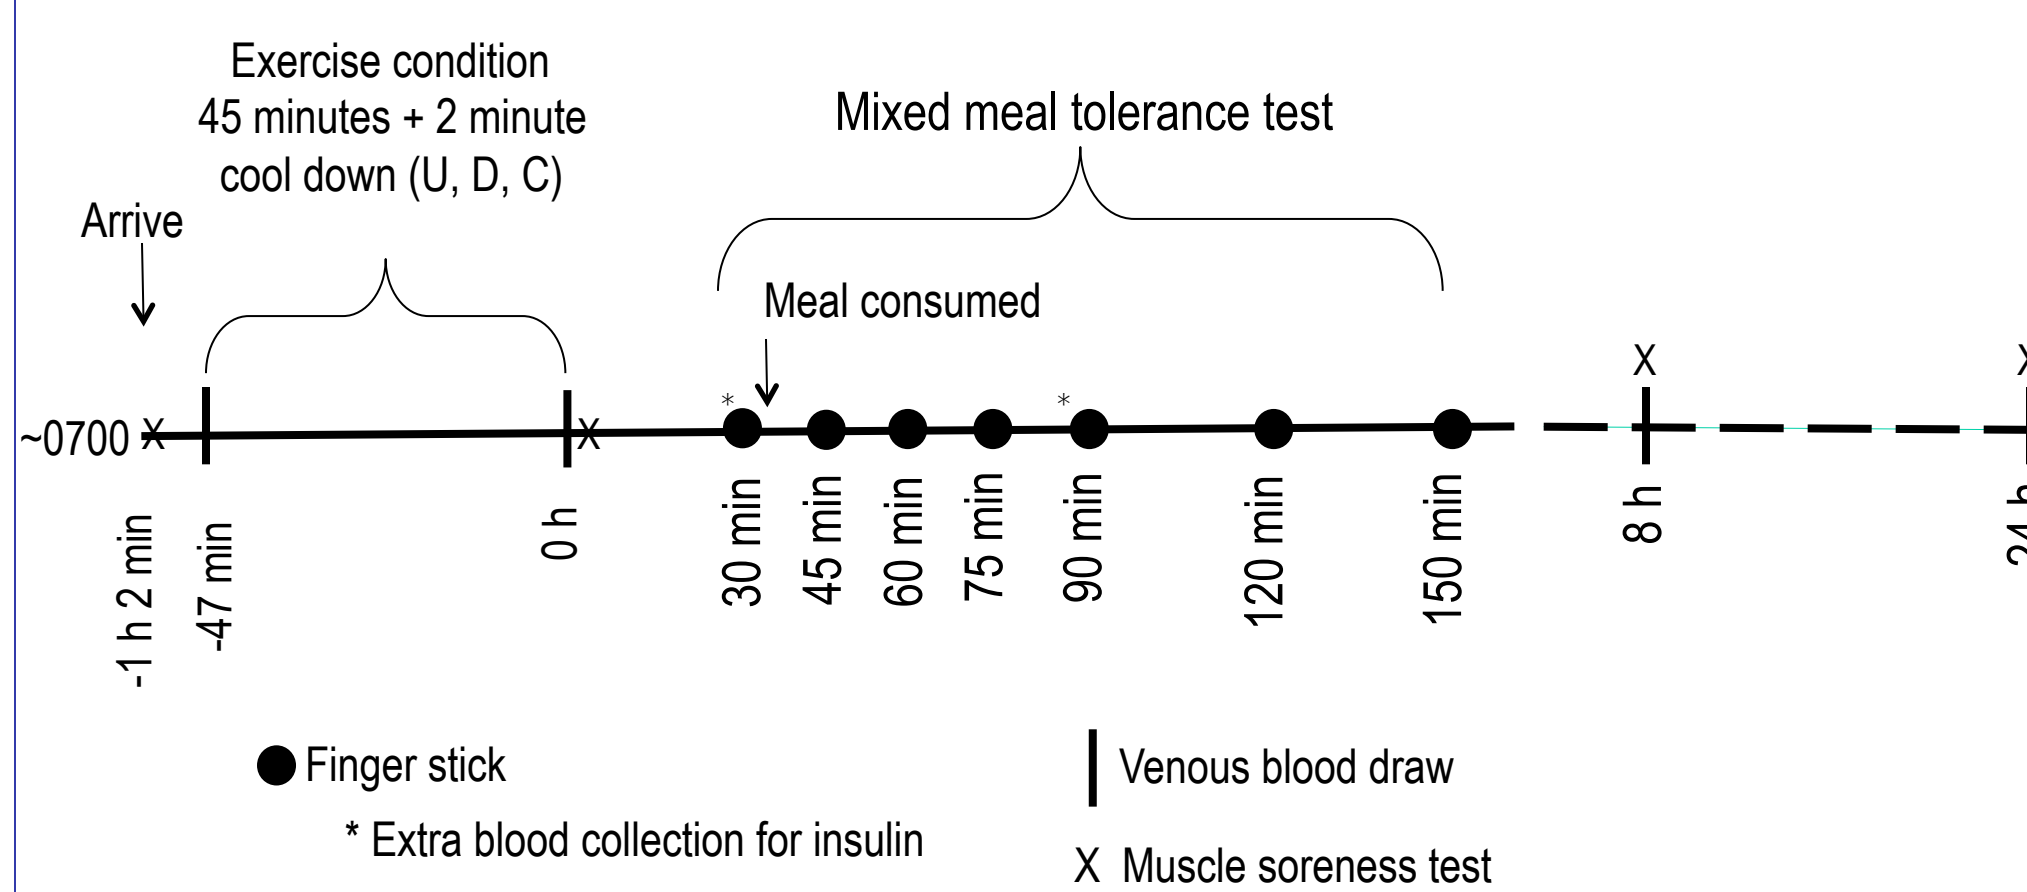 Exercise condition
45 minutes + 2 minute
cool down (U, D, C)
Mixed meal tolerance test
Arrive
Meal consumed
X
* *
~0700 X X
-1 h 2 min
-47 min
0 h
30 min
45 min
60 min
75 min
90 min
120 min
150 min
8 h
Finger stick
* Extra blood collection for insulin
Venous blood draw
X Muscle soreness test